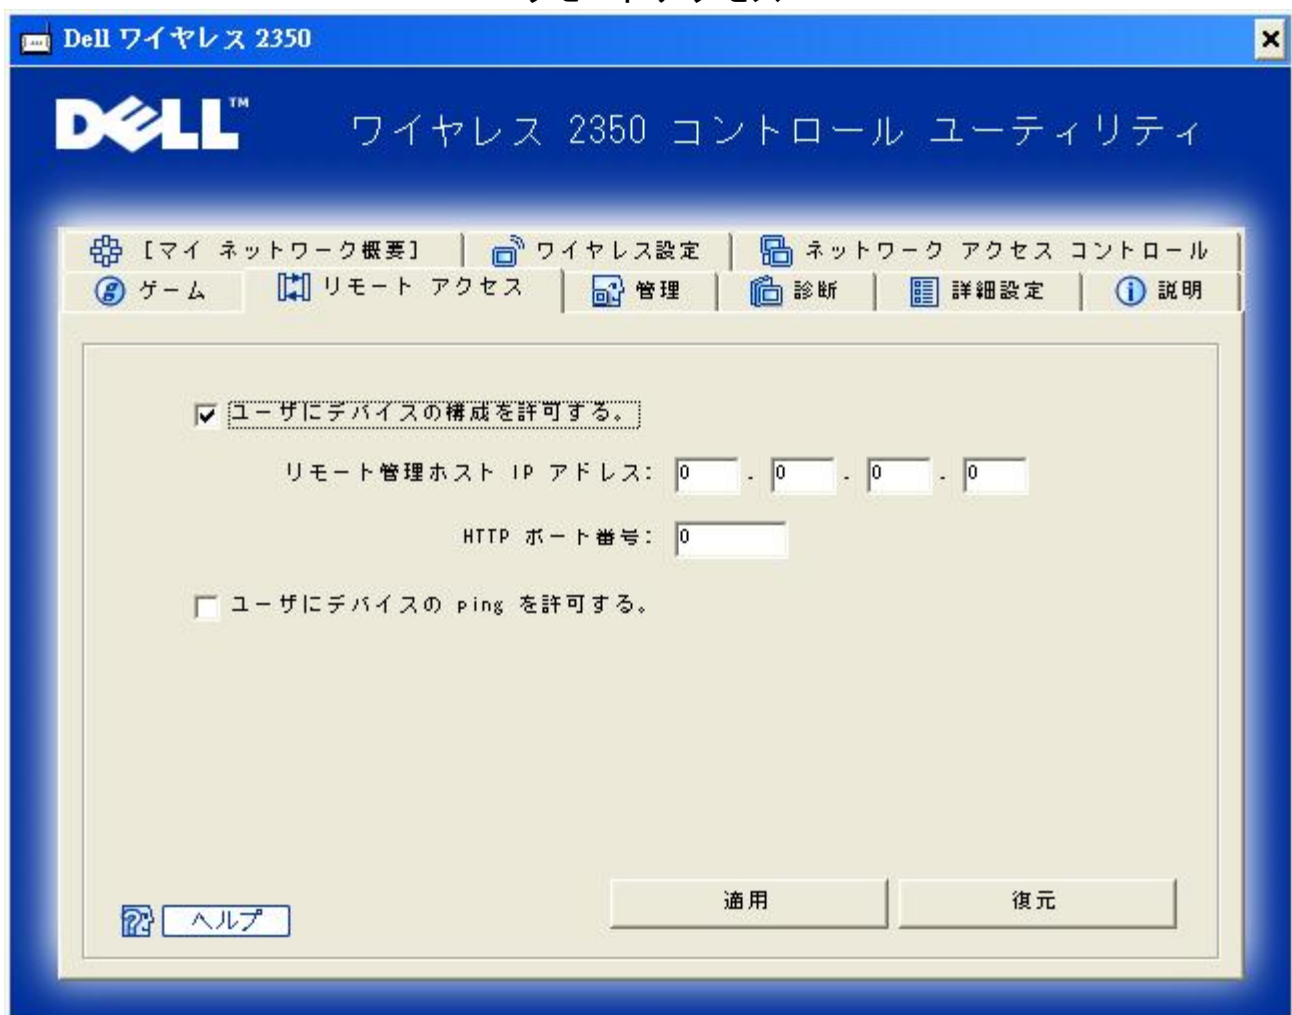 Dell ワイヤレス 2350
DELL™
ワイヤレス 2350 コントロール ユーティリティ
[マイ ネットワーク概要] ワイヤレス設定 ネットワーク アクセス コントロール
ゲーム リモート アクセス 管理 診断 詳細設定 説明
ユーザにデバイスの構成を許可する。
リモート管理ホスト IP アドレス: 0 . 0 . 0 . 0
HTTP ポート番号: 0
ユーザにデバイスの ping を許可する。
ヘルプ 適用 復元